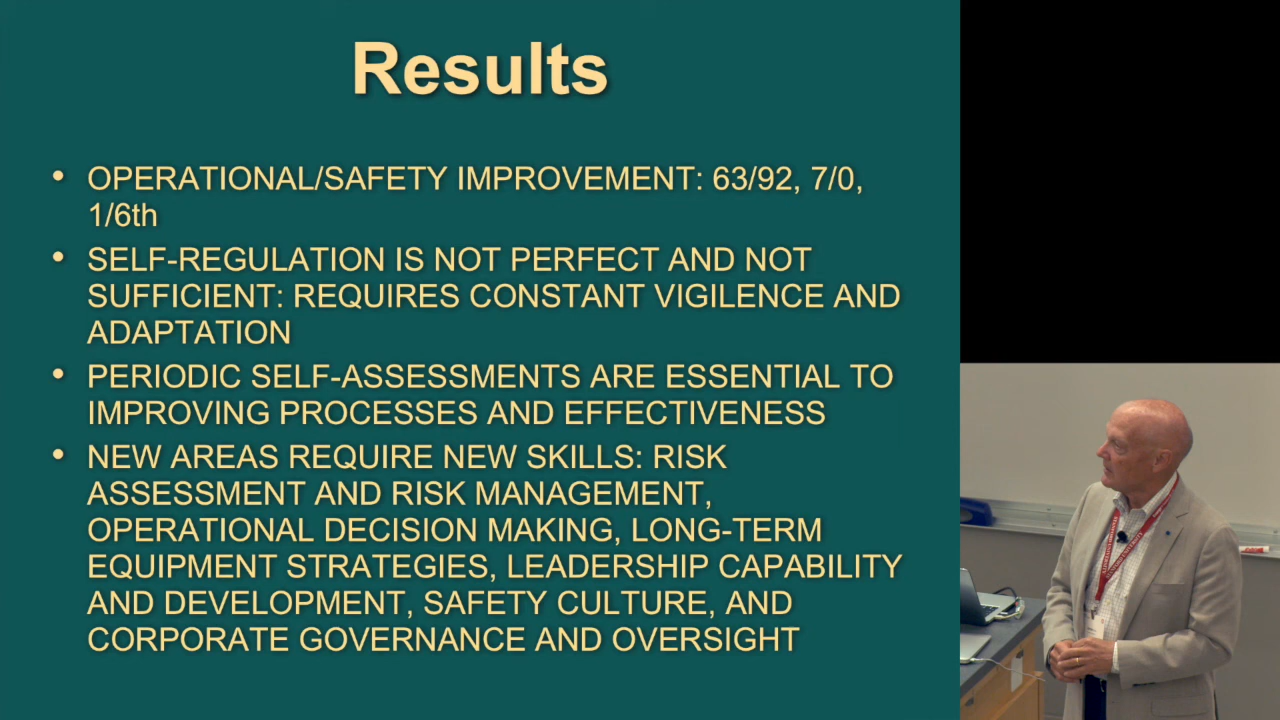 Results
• OPERATIONAL/SAFETY IMPROVEMENT: 63/92, 7/0,
1/6th
• SELF-REGULATION IS NOT PERFECT AND NOT
SUFFICIENT: REQUIRES CONSTANT VIGILENCE AND
ADAPTATION
• PERIODIC SELF-ASSESSMENTS ARE ESSENTIAL TO
IMPROVING PROCESSES AND EFFECTIVENESS
• NEW AREAS REQUIRE NEW SKILLS: RISK
ASSESSMENT AND RISK MANAGEMENT,
OPERATIONAL DECISION MAKING, LONG-TERM
EQUIPMENT STRATEGIES, LEADERSHIP CAPABILITY
AND DEVELOPMENT, SAFETY CULTURE, AND
CORPORATE GOVERNANCE AND OVERSIGHT